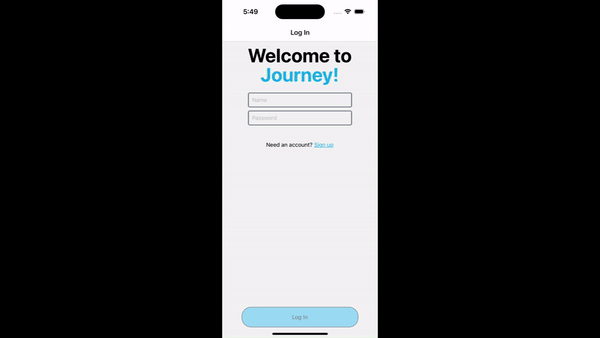 5:49
Log In
Welcome to
Journey!
Name
Password
Need an account? Sign up
Log In